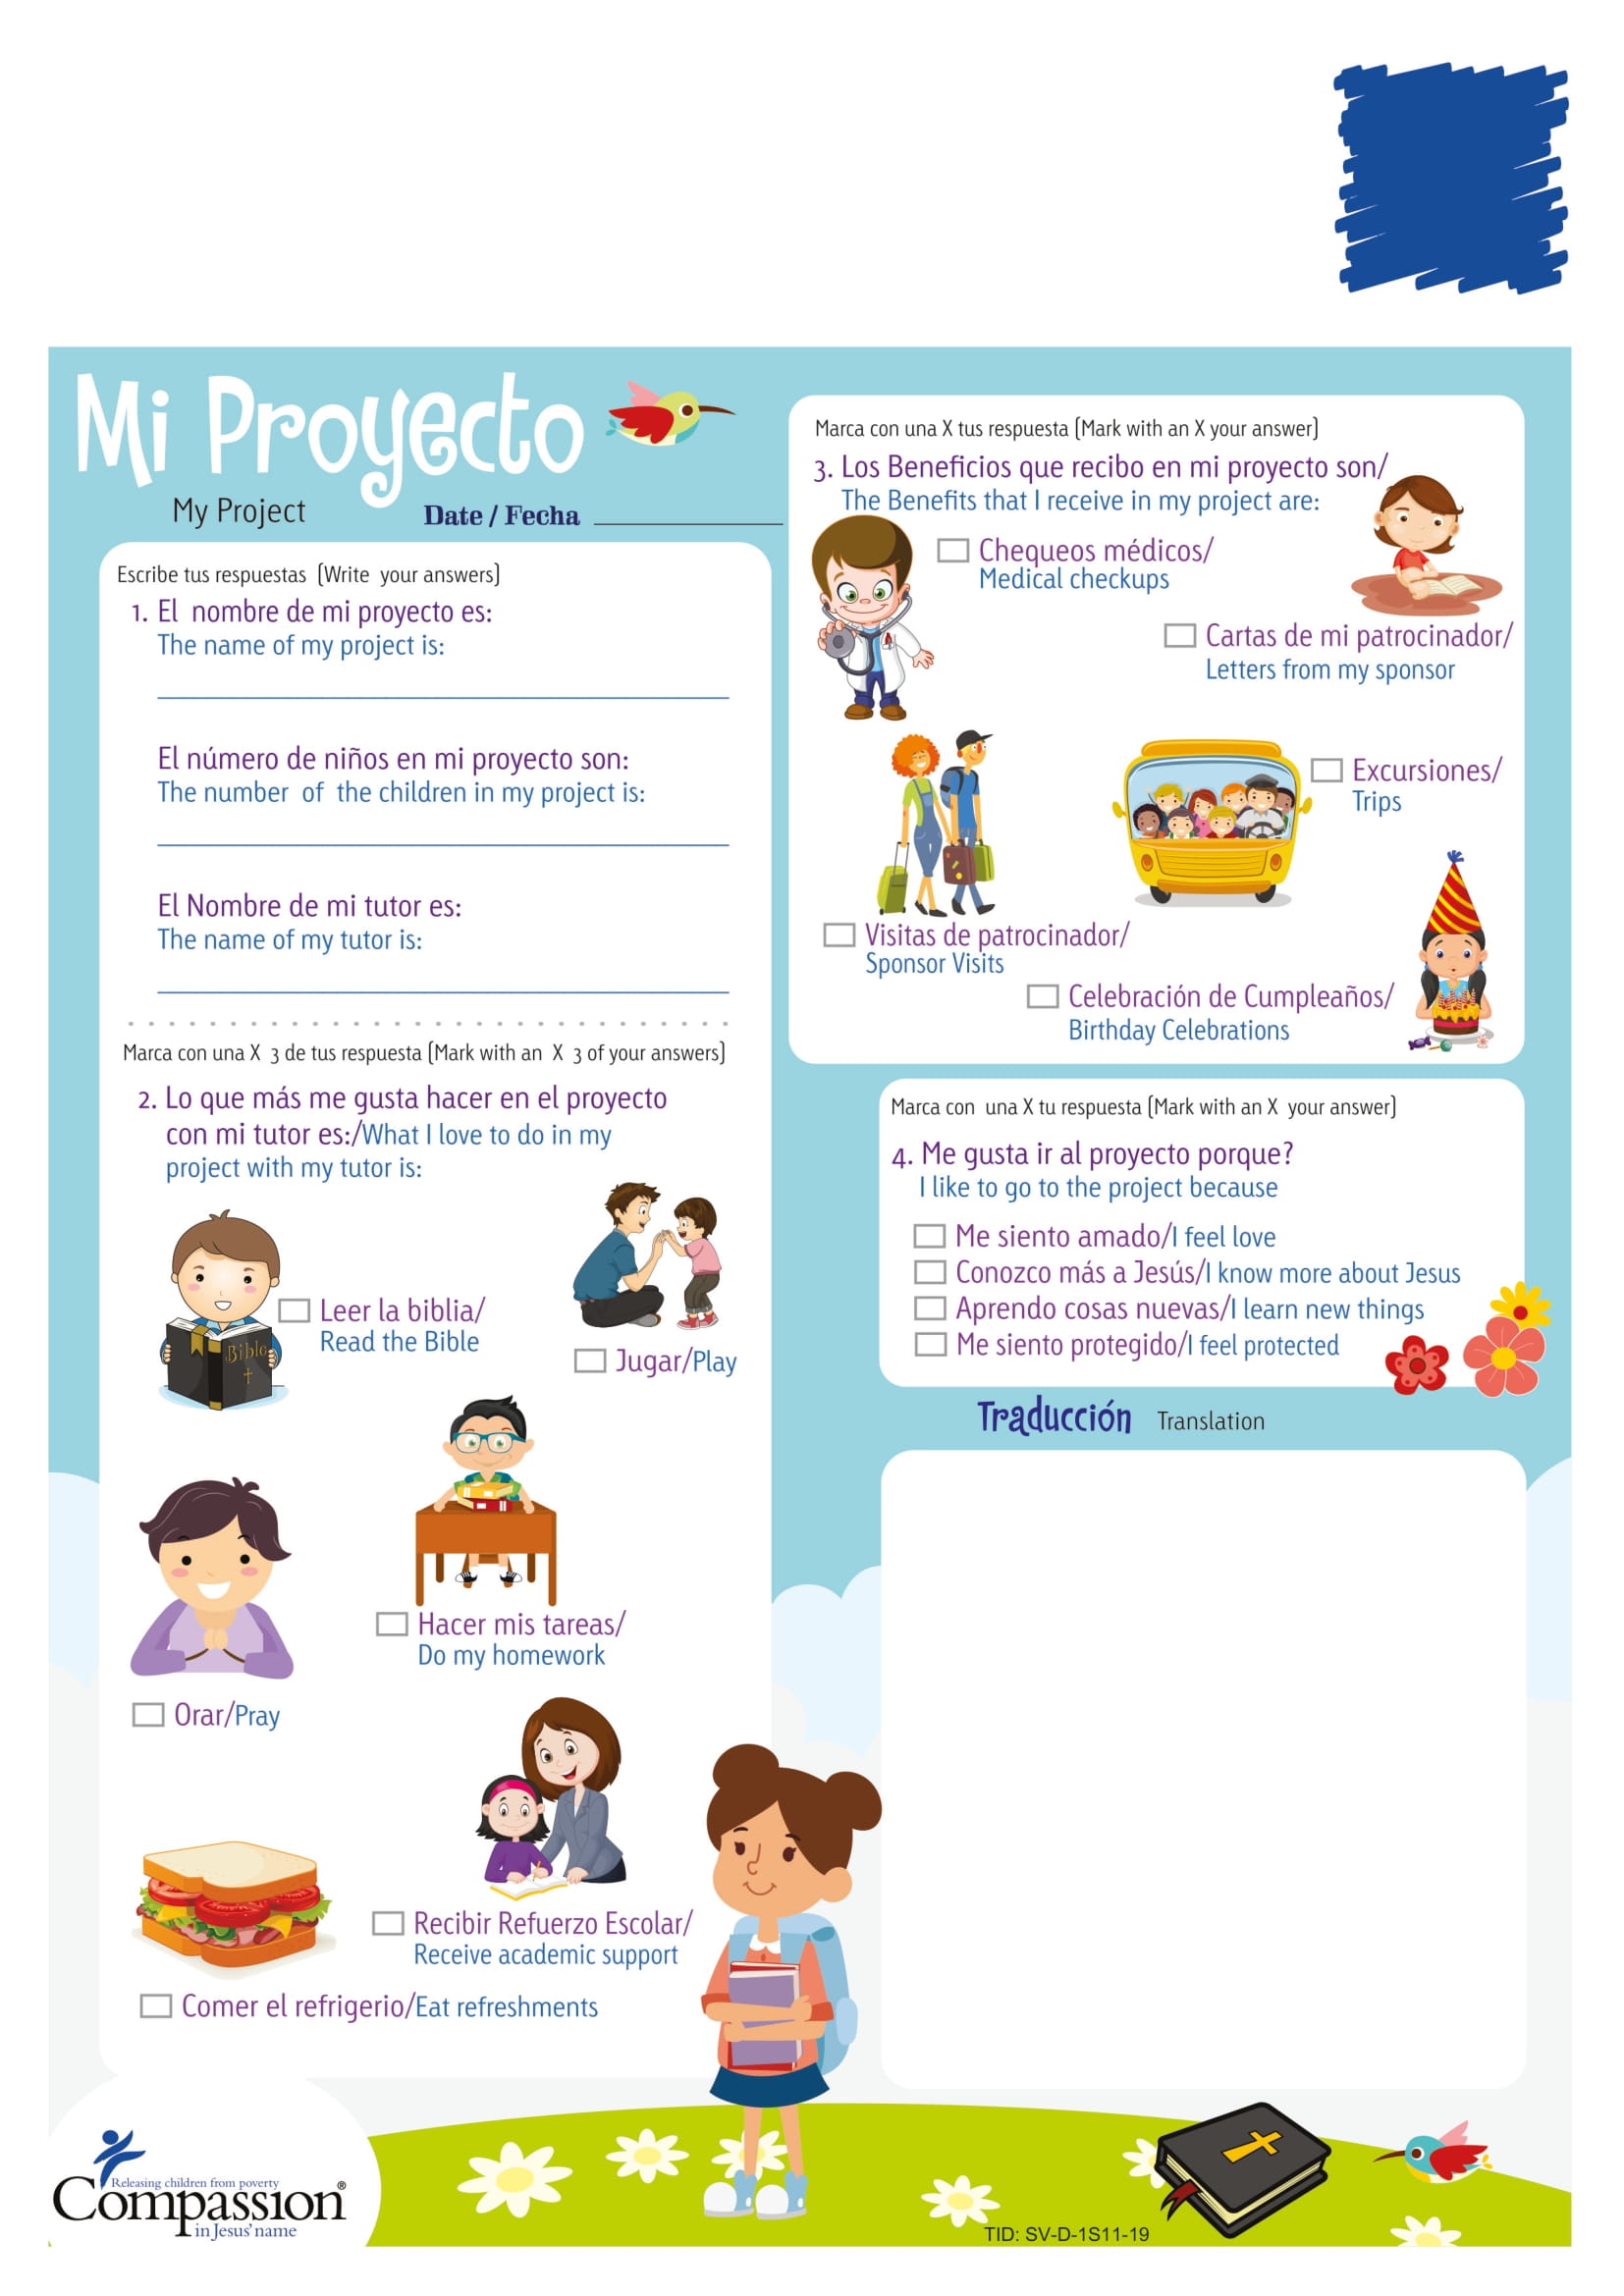 Mi Proyecto
My Project
Date / Fecha
Escribe tus respuestas (Write your answers)
1. El nombre de mi proyecto es:
The name of my project is:
El número de niños en mi proyecto son:
The number of the children in my project is:
El Nombre de mi tutor es:
The name of my tutor is:
Marca con una X 3 de tus respuesta (Mark with an X 3 of your answers)
2. Lo que más me gusta hacer en el proyecto
con mi tutor es:/What I love to do in my
project with my tutor is:
Bible
Leer la biblia/
Read the Bible
Jugar/Play
Hacer mis tareas/
Do my homework
Orar/Pray
Recibir Refuerzo Escolar/
Receive academic support
Comer el refrigerio/Eat refreshments
Marca con una X tus respuesta (Mark with an X your answer)
3. Los Beneficios que recibo en mi proyecto son/
The Benefits that I receive in my project are:
Chequeos médicos/
Medical checkups
Cartas de mi patrocinador/
Letters from my sponsor
Excursiones/
Trips
Visitas de patrocinador/
Sponsor Visits
Celebración de Cumpleaños/
Birthday Celebrations
Marca con una X tu respuesta (Mark with an X your answer)
4. Me gusta ir al proyecto porque?
I like to go to the project because
Me siento amado/I feel love
Conozco más a Jesús/I know more about Jesus
Aprendo cosas nuevas/I learn new things
Me siento protegido/I feel protected
Traducción Translation
Releasing children from poverty
Compassion®
in Jesus' name
TID: SV-D-1S11-19